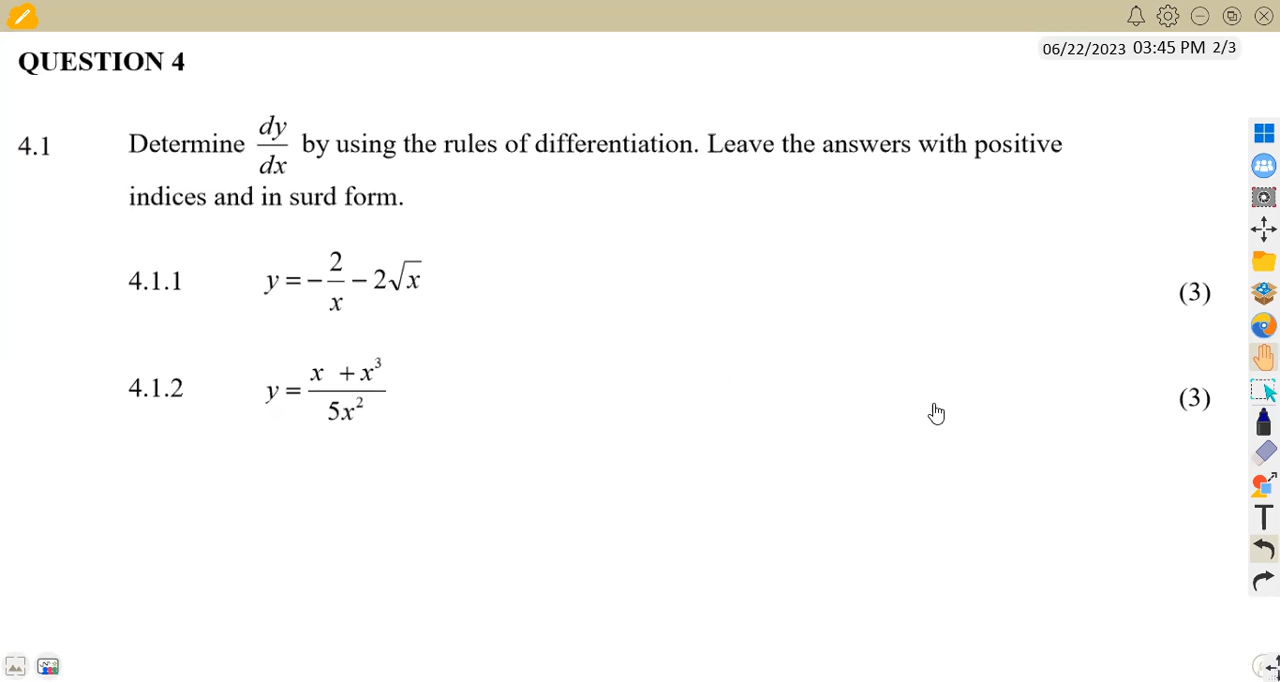 06/22/2023 03:45 PM 2/3
QUESTION 4
4.1 Determine dy/dx by using the rules of differentiation. Leave the answers with positive
indices and in surd form.
4.1.1 y = −2/x − 2√x (3)
4.1.2 y = (x + x³)/(5x²) (3)
T